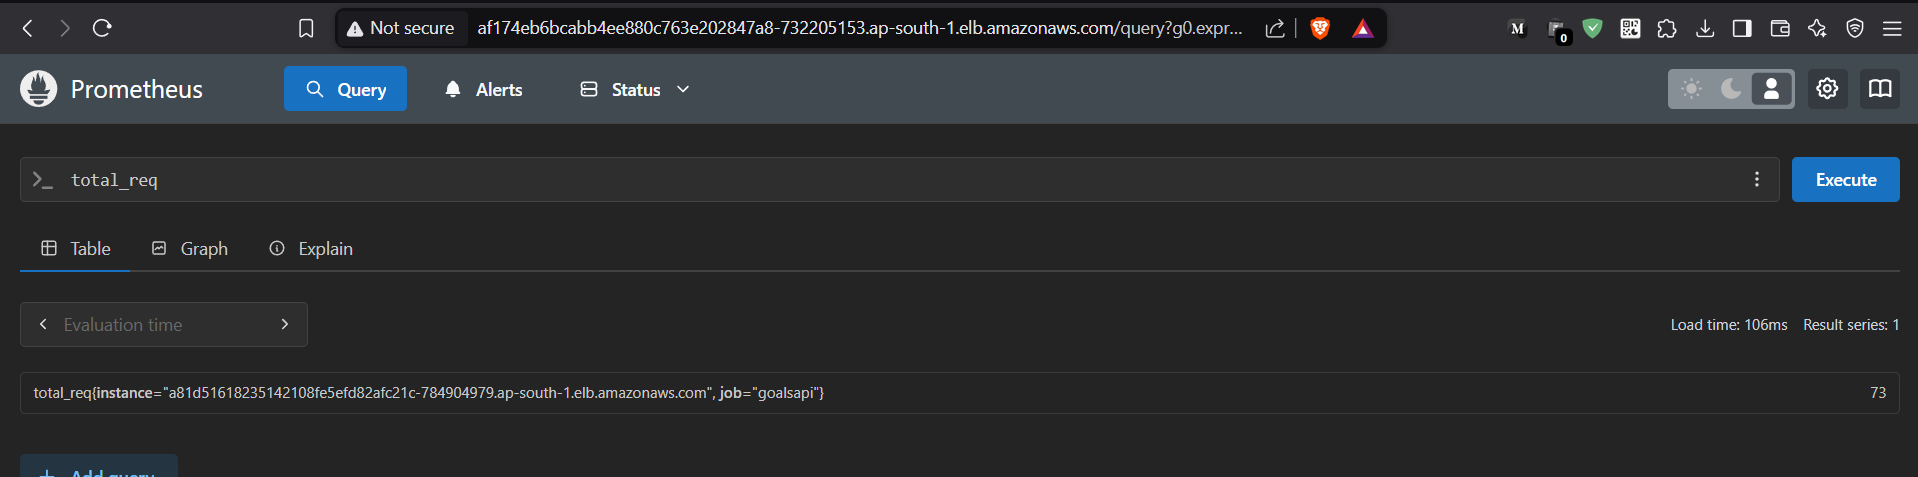 Not secure af174eb6bcabb4ee880c763e202847a8-732205153.ap-south-1.elb.amazonaws.com/query?g0.expr... M 0
Prometheus Query Alerts Status
>_ total_req Execute
Table Graph Explain
Evaluation time Load time: 106ms Result series: 1
total_req{instance="a81d51618235142108fe5efd82afc21c-784904979.ap-south-1.elb.amazonaws.com", job="goalsapi"} 73
+ Add query